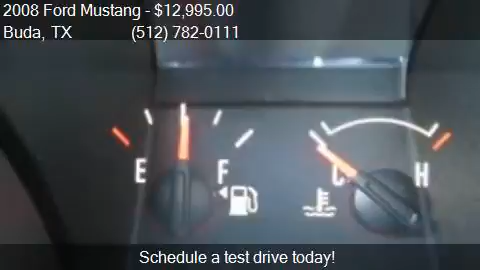 2008 Ford Mustang - $12,995.00
Buda, TX (512) 782-0111
E F C H
Schedule a test drive today!